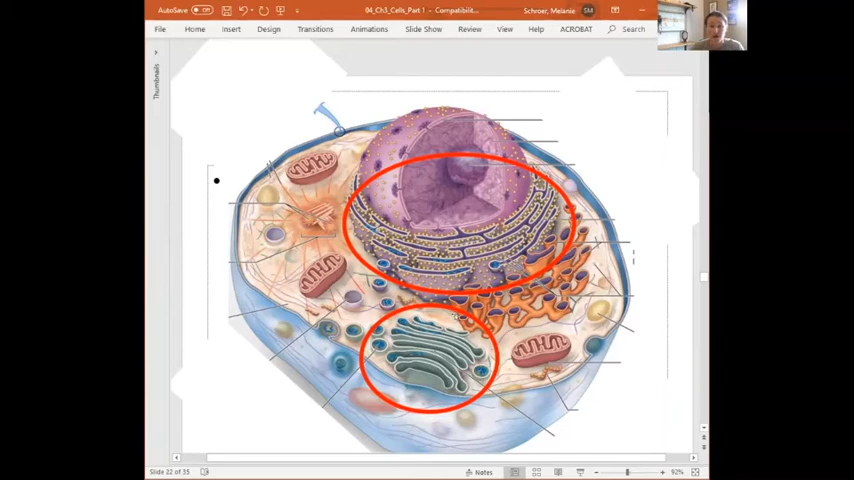 AutoSave Off 04_Ch3_Cells_Part 1 - Compatibilit... Schroer, Melanie SM
File Home Insert Design Transitions Animations Slide Show Review View Help ACROBAT Search
Thumbnails
Slide 22 of 35 Notes 92%